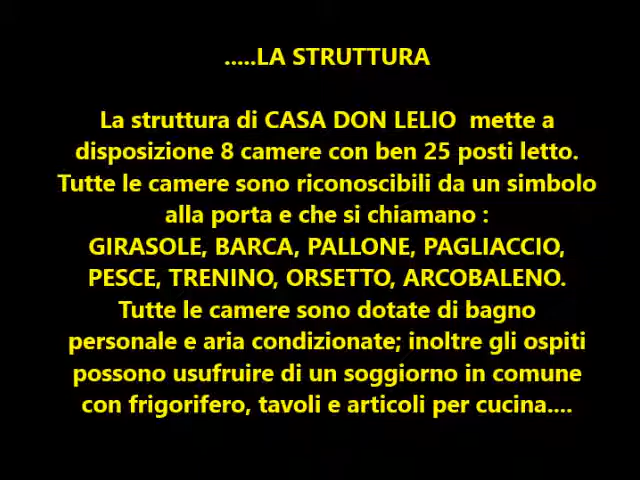 .....LA STRUTTURA
La struttura di CASA DON LELIO  mette a
disposizione 8 camere con ben 25 posti letto.
Tutte le camere sono riconoscibili da un simbolo
alla porta e che si chiamano :
GIRASOLE, BARCA, PALLONE, PAGLIACCIO,
PESCE, TRENINO, ORSETTO, ARCOBALENO.
Tutte le camere sono dotate di bagno
personale e aria condizionate; inoltre gli ospiti
possono usufruire di un soggiorno in comune
con frigorifero, tavoli e articoli per cucina....